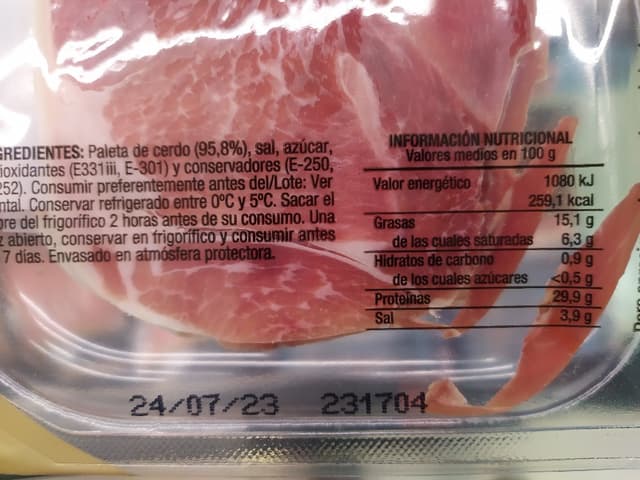 GREDIENTES: Paleta de cerdo (95,8%), sal, azúcar,
ioxidantes (E331iii, E-301) y conservadores (E-250,
252). Consumir preferentemente antes del/Lote: Ver
ntal. Conservar refrigerado entre 0ºC y 5ºC. Sacar el
bre del frigorífico 2 horas antes de su consumo. Una
z abierto, conservar en frigorífico y consumir antes
7 días. Envasado en atmósfera protectora.
INFORMACIÓN NUTRICIONAL
Valores medios en 100 g
Valor energético 1080 kJ
259,1 kcal
Grasas 15,1 g
de las cuales saturadas 6,3 g
Hidratos de carbono 0,9 g
de los cuales azúcares <0,5 g
Proteínas 29,9 g
Sal 3,9 g
24/07/23 231704